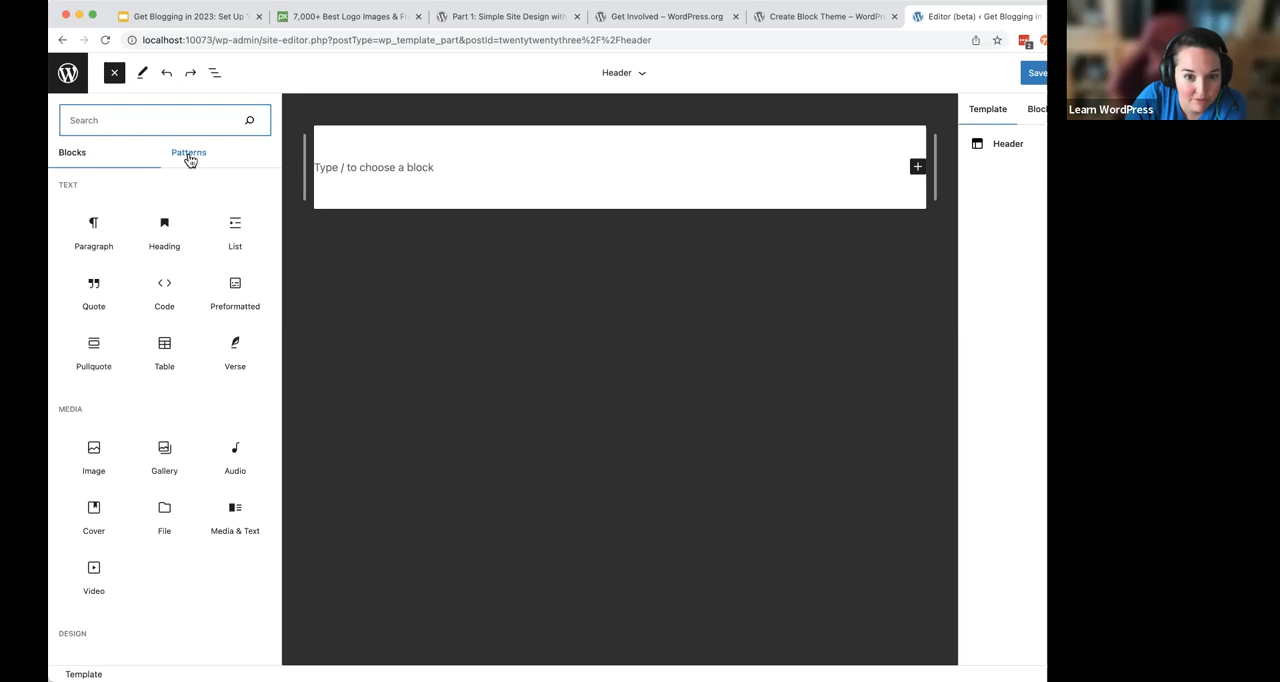 Get Blogging in 2023: Set Up Y
7,000+ Best Logo Images & F
Part 1: Simple Site Design with
Get Involved – WordPress.org
Create Block Theme – WordPr
Editor (beta) ‹ Get Blogging in
localhost:10073/wp-admin/site-editor.php?postType=wp_template_part&postId=twentytwentythree%2F%2Fheader
2
Header
Save
Learn WordPress
Search
Template
Block
Blocks
Patterns
Header
Type / to choose a block
TEXT
Paragraph
Heading
List
Quote
Code
Preformatted
Pullquote
Table
Verse
MEDIA
Image
Gallery
Audio
Cover
File
Media & Text
Video
DESIGN
Template